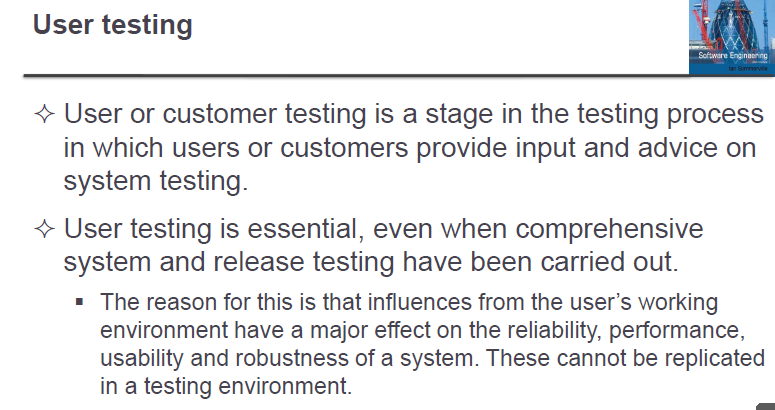 User testing
Software Engineering
Ian Sommerville
✧ User or customer testing is a stage in the testing process
in which users or customers provide input and advice on
system testing.
✧ User testing is essential, even when comprehensive
system and release testing have been carried out.
▪ The reason for this is that influences from the user’s working
environment have a major effect on the reliability, performance,
usability and robustness of a system. These cannot be replicated
in a testing environment.